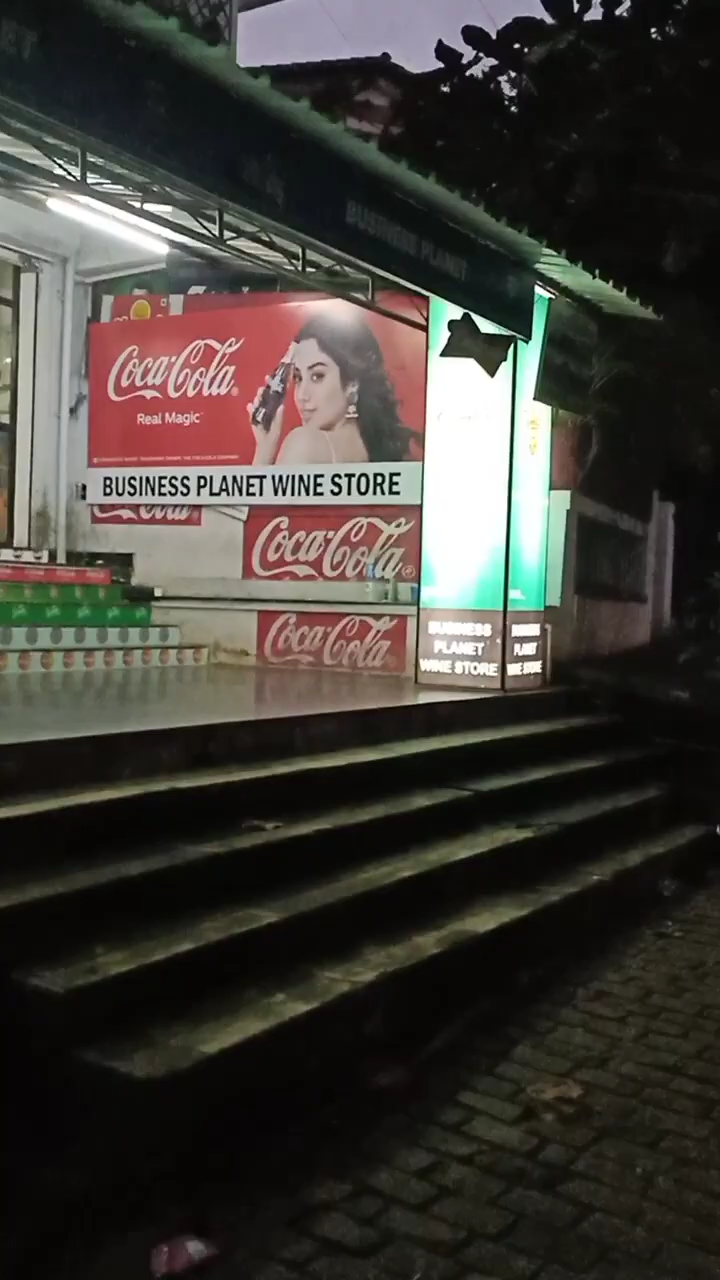 BUSINESS PLANET
Coca-Cola
Real Magic
BUSINESS PLANET WINE STORE
Coca-Cola
Coca-Cola
Coca-Cola
BUSINESS
PLANET
WINE STORE
BUSINESS
PLANET
WINE STORE